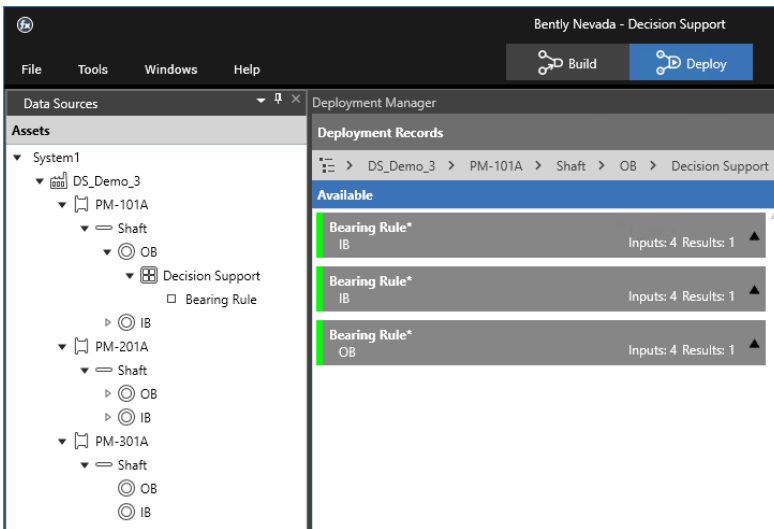 fx
Bently Nevada - Decision Support
File Tools Windows Help
Build Deploy
Data Sources
Assets
System1
DS_Demo_3
PM-101A
Shaft
OB
Decision Support
Bearing Rule
IB
PM-201A
Shaft
OB
IB
PM-301A
Shaft
OB
IB
Deployment Manager
Deployment Records
> DS_Demo_3 > PM-101A > Shaft > OB > Decision Support
Available
Bearing Rule*
IB
Inputs: 4 Results: 1
Bearing Rule*
IB
Inputs: 4 Results: 1
Bearing Rule*
OB
Inputs: 4 Results: 1